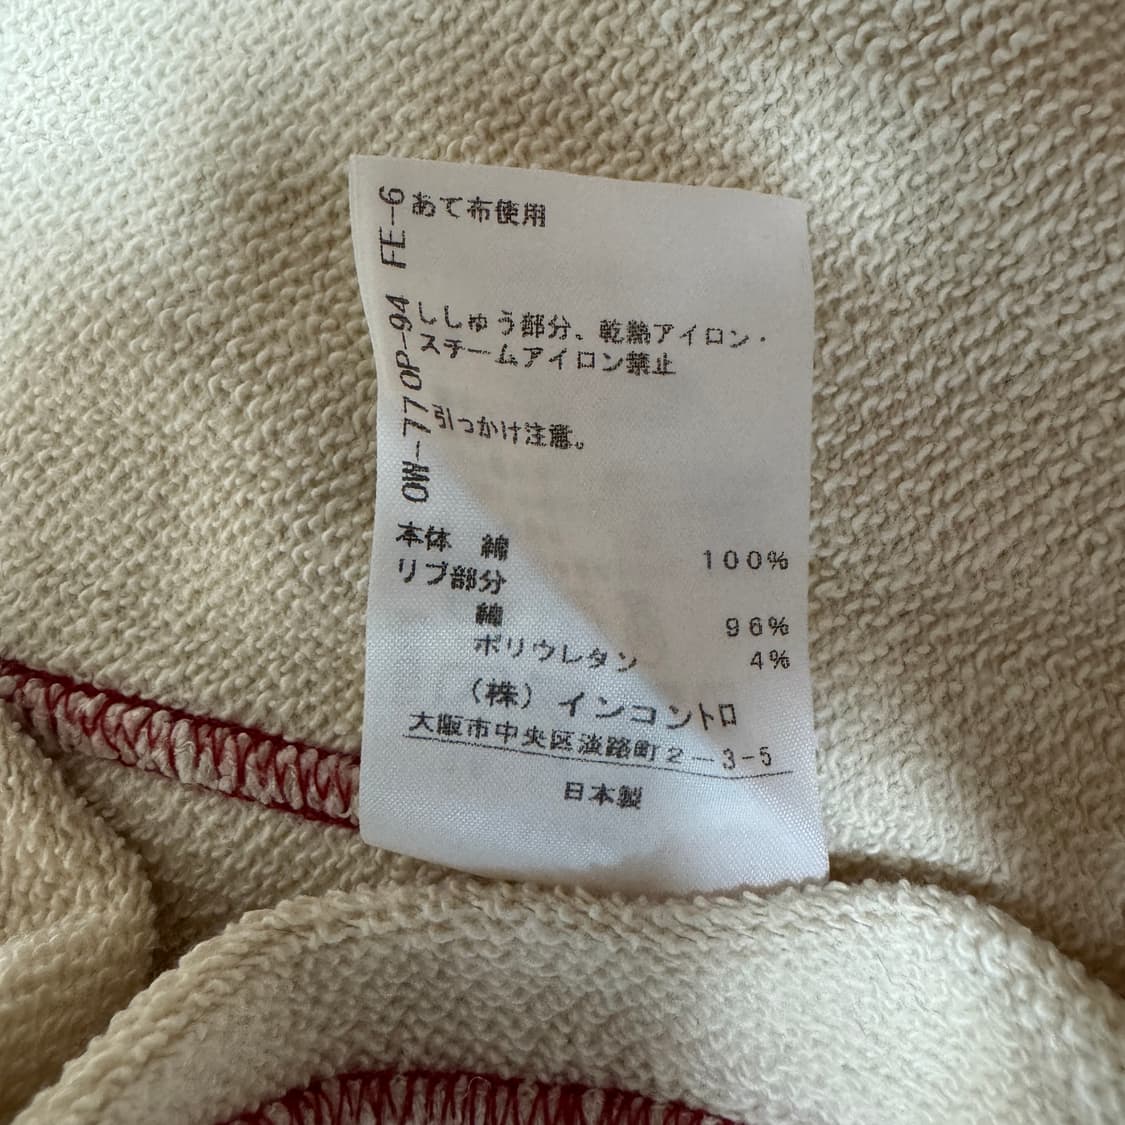 あて布使用
ししゅう部分、乾熱アイロン・
スチームアイロン禁止
引っかけ注意。
OW-77 OP-94 FE-6
本体 綿 100%
リブ部分
綿 96%
ポリウレタン 4%
(株)インコントロ
大阪市中央区淡路町2-3-5
日本製